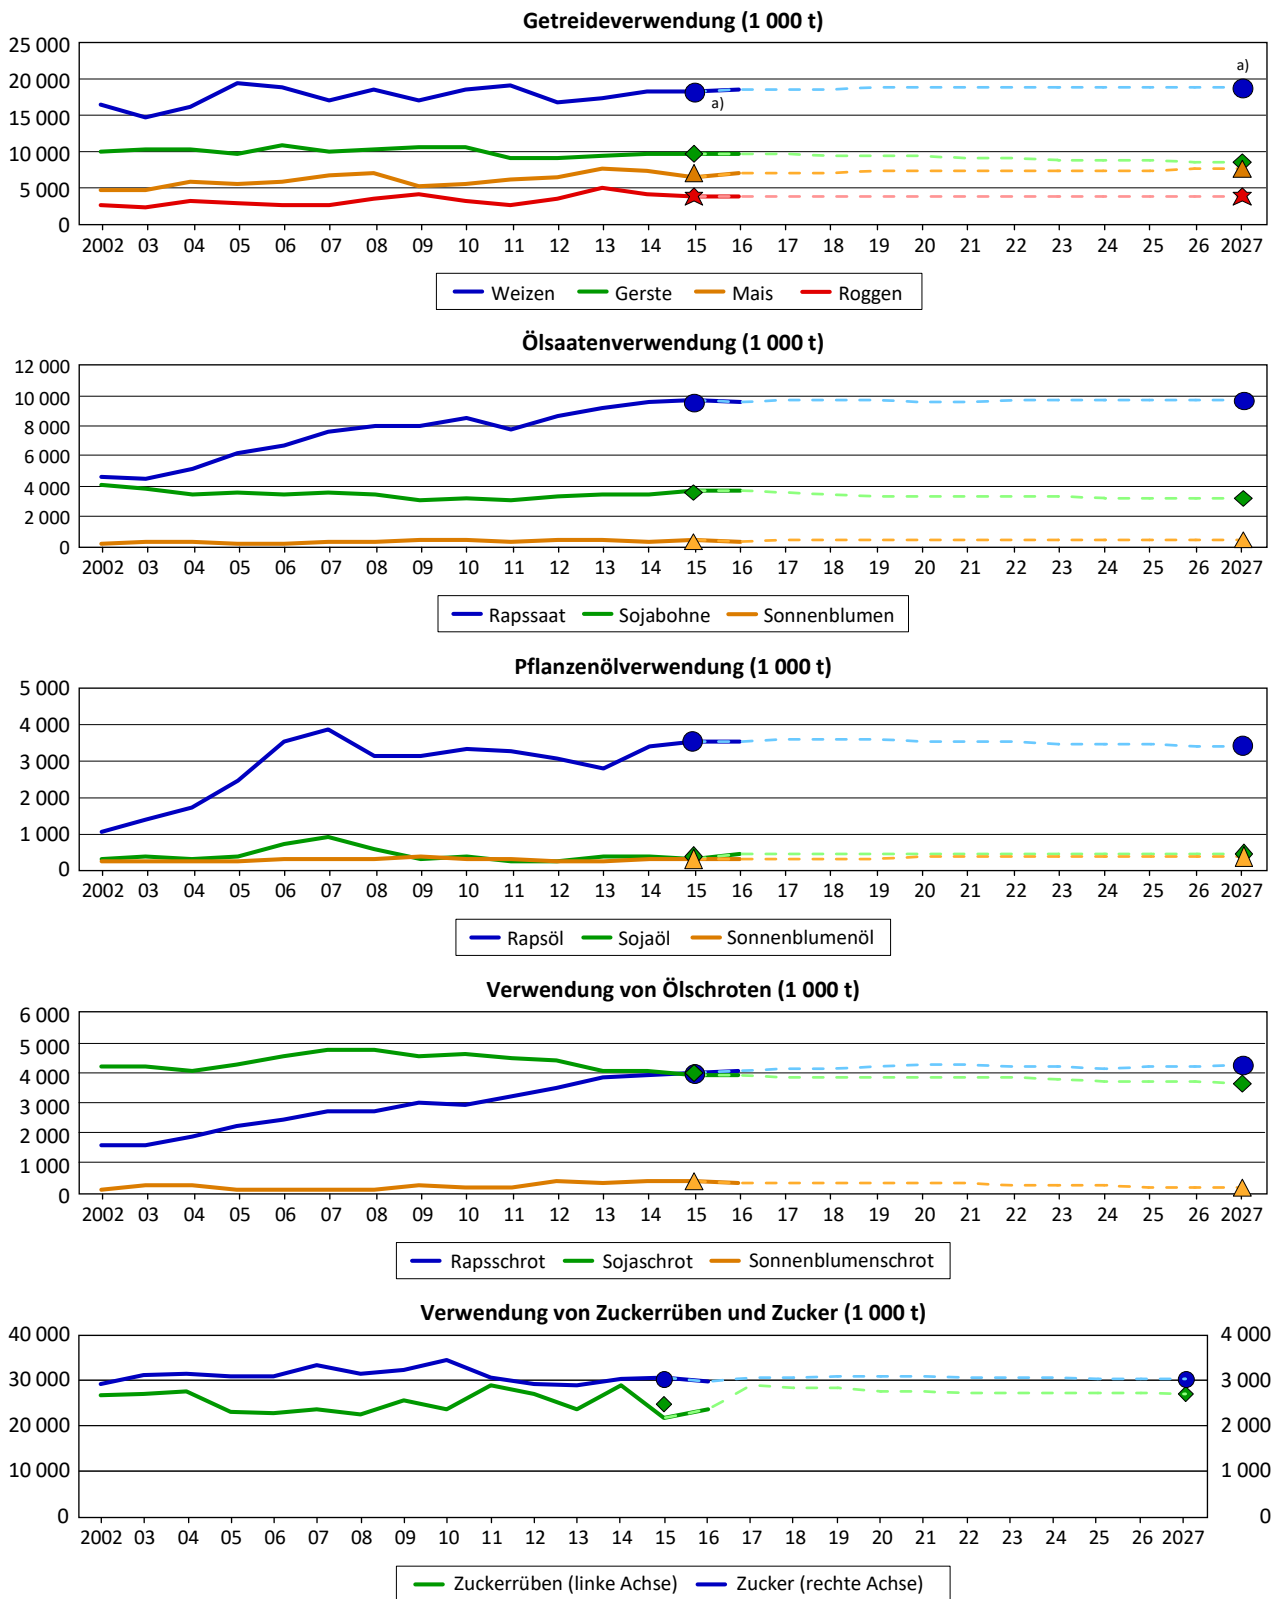 Getreideverwendung (1 000 t)
25 000
20 000
15 000
10 000
5 000
0
a)
a)
2002 03 04 05 06 07 08 09 10 11 12 13 14 15 16 17 18 19 20 21 22 23 24 25 26 2027
Weizen Gerste Mais Roggen
Ölsaatenverwendung (1 000 t)
12 000
10 000
8 000
6 000
4 000
2 000
0
2002 03 04 05 06 07 08 09 10 11 12 13 14 15 16 17 18 19 20 21 22 23 24 25 26 2027
Rapssaat Sojabohne Sonnenblumen
Pflanzenölverwendung (1 000 t)
5 000
4 000
3 000
2 000
1 000
0
2002 03 04 05 06 07 08 09 10 11 12 13 14 15 16 17 18 19 20 21 22 23 24 25 26 2027
Rapsöl Sojaöl Sonnenblumenöl
Verwendung von Ölschroten (1 000 t)
6 000
5 000
4 000
3 000
2 000
1 000
0
2002 03 04 05 06 07 08 09 10 11 12 13 14 15 16 17 18 19 20 21 22 23 24 25 26 2027
Rapsschrot Sojaschrot Sonnenblumenschrot
Verwendung von Zuckerrüben und Zucker (1 000 t)
40 000 4 000
30 000 3 000
20 000 2 000
10 000 1 000
0 0
2002 03 04 05 06 07 08 09 10 11 12 13 14 15 16 17 18 19 20 21 22 23 24 25 26 2027
Zuckerrüben (linke Achse) Zucker (rechte Achse)